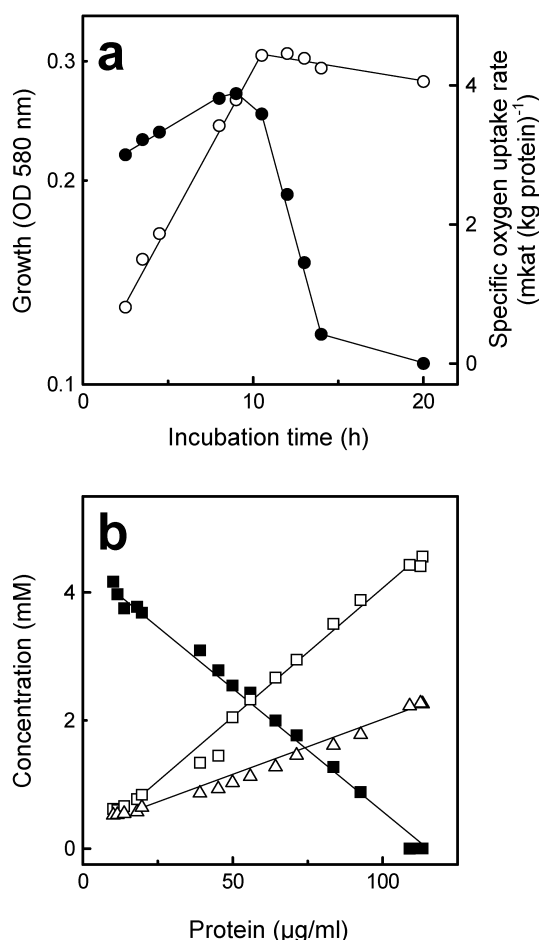 a
0.3
0.2
0.1
Growth (OD 580 nm)
4
2
0
Specific oxygen uptake rate
(mkat (kg protein)-1
0
10
20
Incubation time (h)
b
4
2
0
Concentration (mM)
0
50
100
Protein (µg/ml)